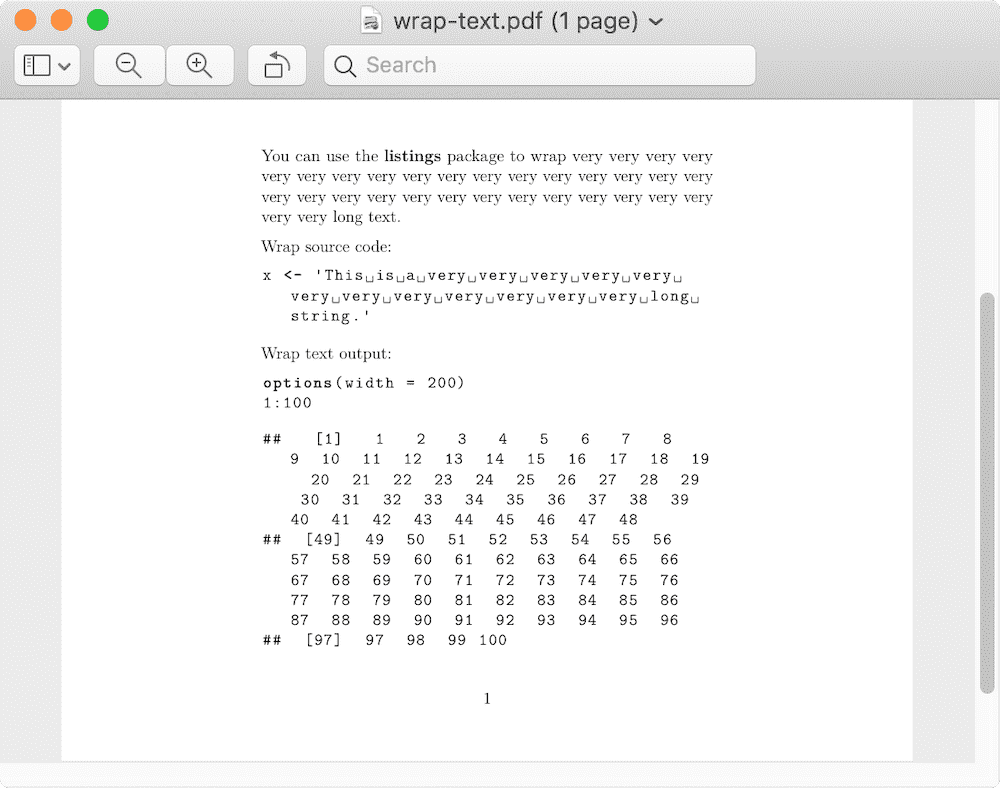 wrap-text.pdf (1 page)
Search
You can use the listings package to wrap very very very very
very very very very very very very very very very very very very
very very very very very very very very very very very very very
very very long text.
Wrap source code:
x <- 'This␣is␣a␣very␣very␣very␣very␣very␣
very␣very␣very␣very␣very␣very␣very␣long␣
string.'
Wrap text output:
options(width = 200)
1:100
## [1] 1 2 3 4 5 6 7 8
9 10 11 12 13 14 15 16 17 18 19
20 21 22 23 24 25 26 27 28 29
30 31 32 33 34 35 36 37 38 39
40 41 42 43 44 45 46 47 48
## [49] 49 50 51 52 53 54 55 56
57 58 59 60 61 62 63 64 65 66
67 68 69 70 71 72 73 74 75 76
77 78 79 80 81 82 83 84 85 86
87 88 89 90 91 92 93 94 95 96
## [97] 97 98 99 100
1